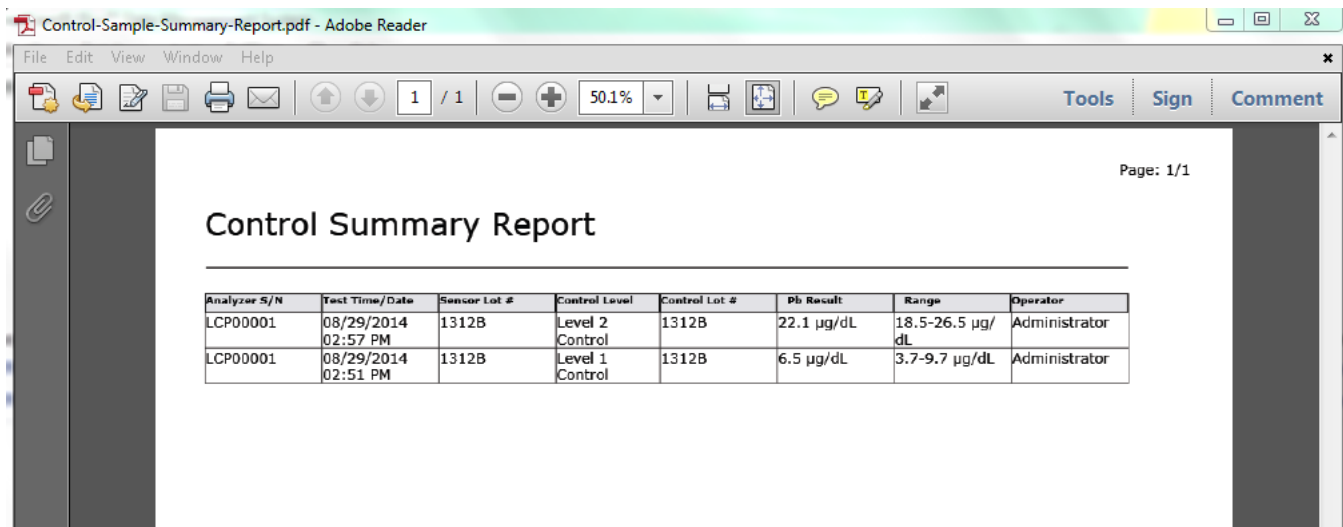 Control-Sample-Summary-Report.pdf - Adobe Reader
File Edit View Window Help
1 / 1 50.1% Tools Sign Comment
Page: 1/1
Control Summary Report
Analyzer S/N Test Time/Date Sensor Lot # Control Level Control Lot # Pb Result Range Operator
LCP00001 08/29/2014 1312B Level 2 1312B 22.1 µg/dL 18.5-26.5 µg/ Administrator
02:57 PM Control dL
LCP00001 08/29/2014 1312B Level 1 1312B 6.5 µg/dL 3.7-9.7 µg/dL Administrator
02:51 PM Control